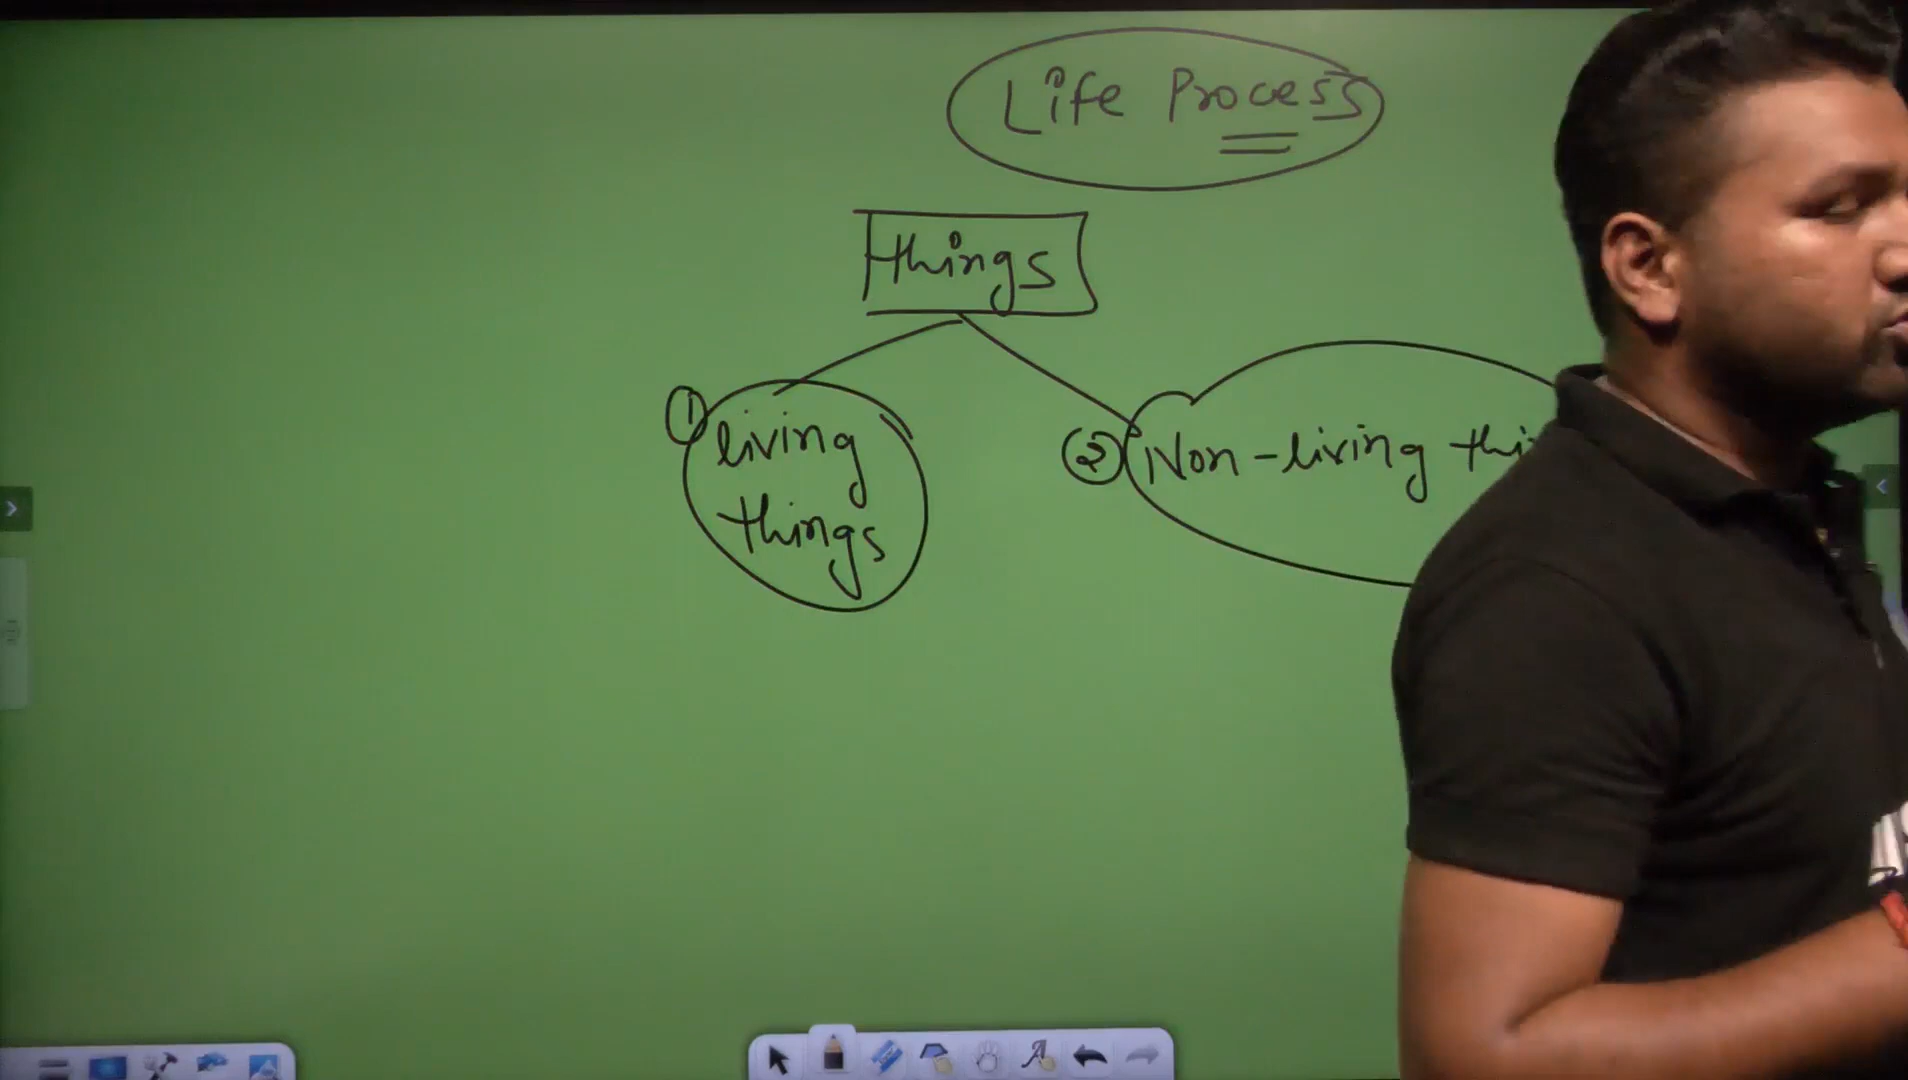 Life Process
things
① living
things
② Non-living